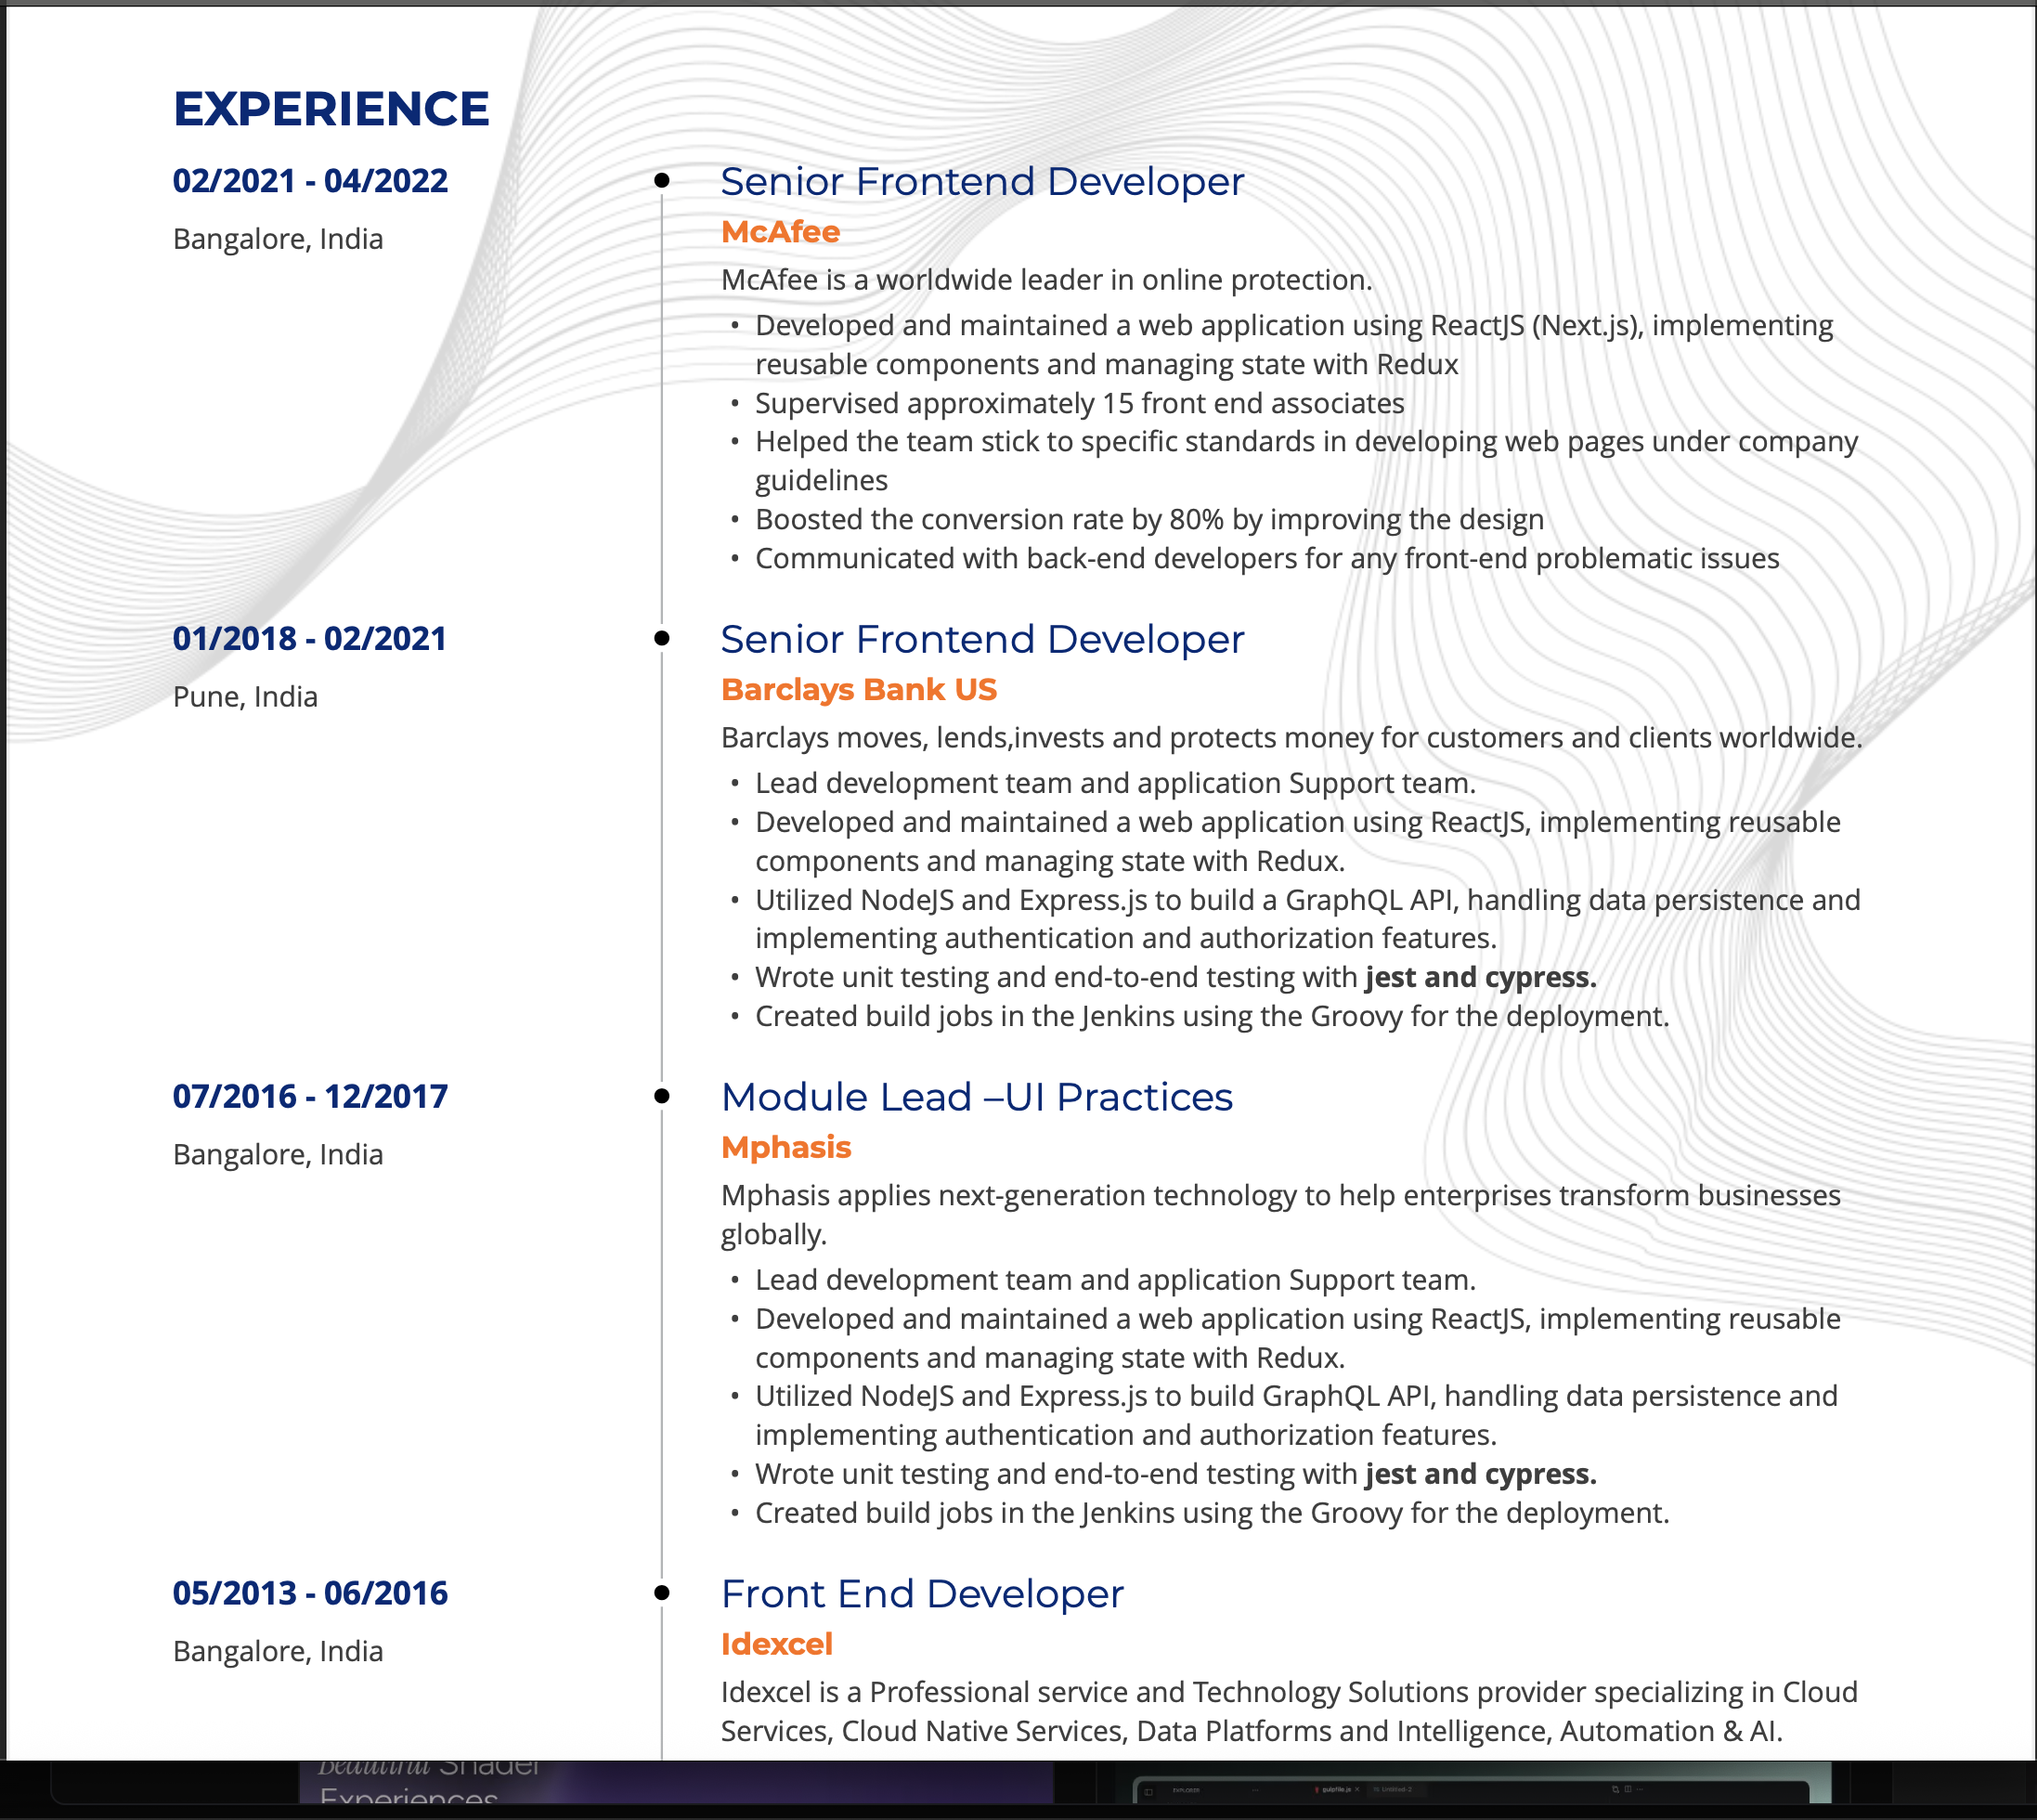 EXPERIENCE
02/2021 - 04/2022
Bangalore, India
Senior Frontend Developer
McAfee
McAfee is a worldwide leader in online protection.
• Developed and maintained a web application using ReactJS (Next.js), implementing
reusable components and managing state with Redux
• Supervised approximately 15 front end associates
• Helped the team stick to specific standards in developing web pages under company
guidelines
• Boosted the conversion rate by 80% by improving the design
• Communicated with back-end developers for any front-end problematic issues
01/2018 - 02/2021
Pune, India
Senior Frontend Developer
Barclays Bank US
Barclays moves, lends,invests and protects money for customers and clients worldwide.
• Lead development team and application Support team.
• Developed and maintained a web application using ReactJS, implementing reusable
components and managing state with Redux.
• Utilized NodeJS and Express.js to build a GraphQL API, handling data persistence and
implementing authentication and authorization features.
• Wrote unit testing and end-to-end testing with jest and cypress.
• Created build jobs in the Jenkins using the Groovy for the deployment.
07/2016 - 12/2017
Bangalore, India
Module Lead –UI Practices
Mphasis
Mphasis applies next-generation technology to help enterprises transform businesses
globally.
• Lead development team and application Support team.
• Developed and maintained a web application using ReactJS, implementing reusable
components and managing state with Redux.
• Utilized NodeJS and Express.js to build GraphQL API, handling data persistence and
implementing authentication and authorization features.
• Wrote unit testing and end-to-end testing with jest and cypress.
• Created build jobs in the Jenkins using the Groovy for the deployment.
05/2013 - 06/2016
Bangalore, India
Front End Developer
Idexcel
Idexcel is a Professional service and Technology Solutions provider specializing in Cloud
Services, Cloud Native Services, Data Platforms and Intelligence, Automation & AI.
Beautiful Shader
Experiences
EXPLORER
gulpfile.js
Untitled-2